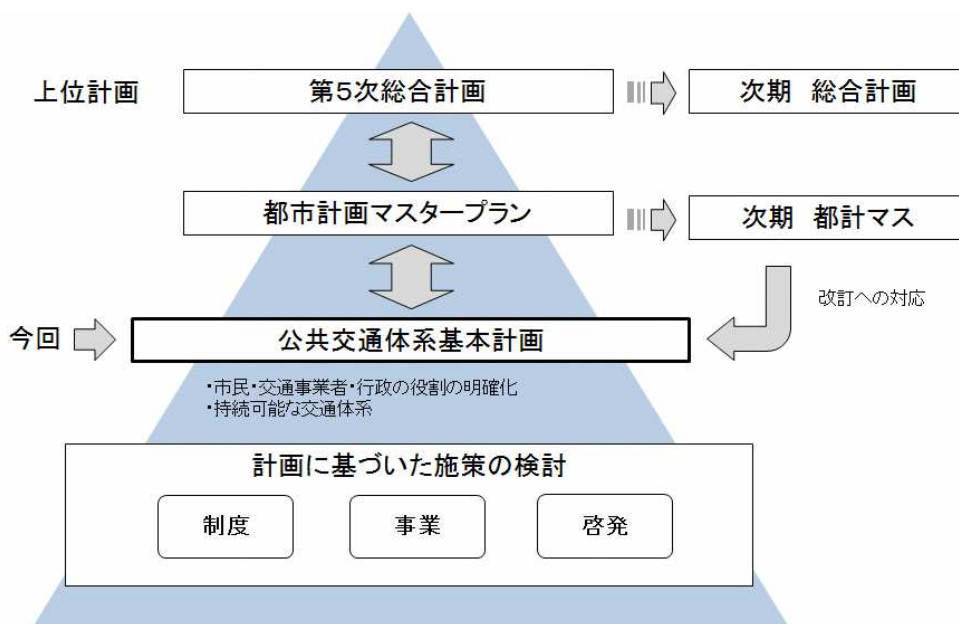 上位計画
第5次総合計画
次期 総合計画
都市計画マスタープラン
次期 都計マス
改訂への対応
今回
公共交通体系基本計画
・市民・交通事業者・行政の役割の明確化
・持続可能な交通体系
計画に基づいた施策の検討
制度
事業
啓発